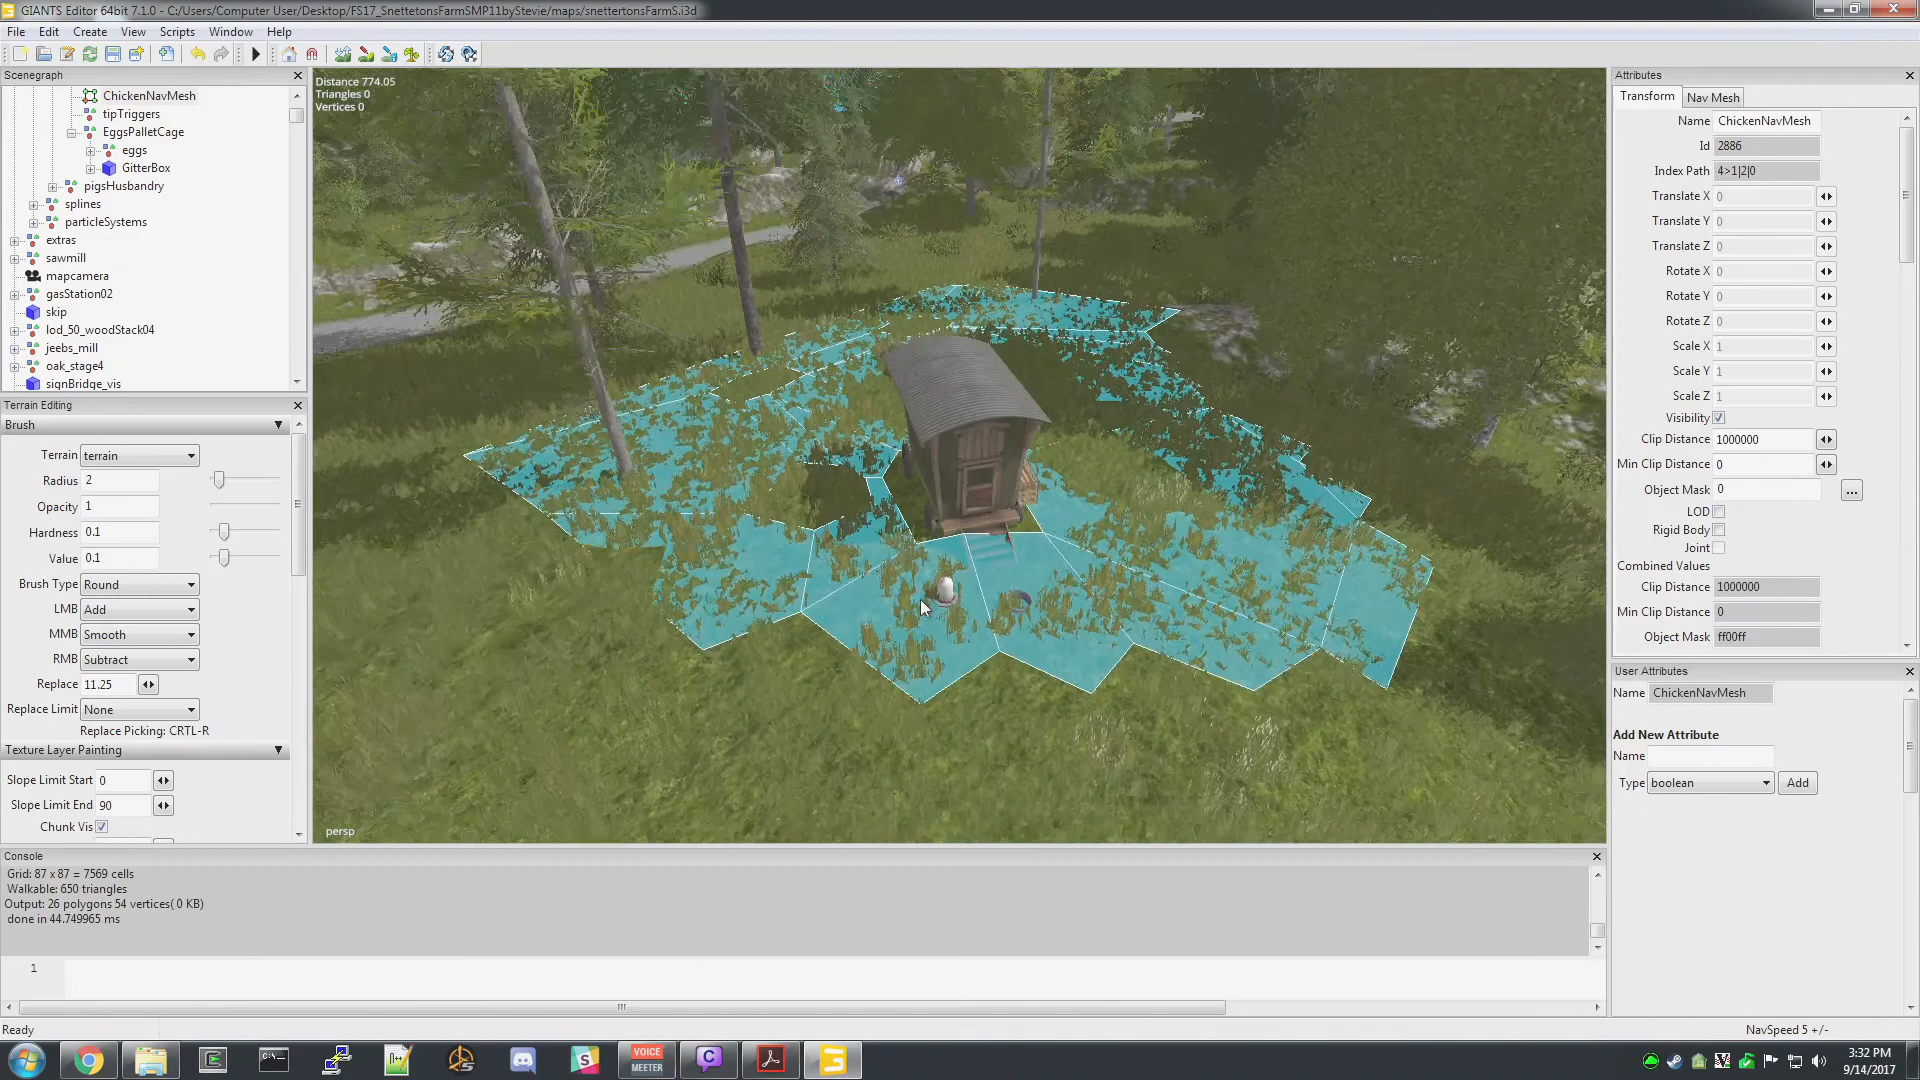 GIANTS Editor 64bit 7.1.0 - C:/Users/Computer User/Desktop/FS17_SnettetonsFarmSMP11byStevie/maps/snettertonsFarmS.i3d
File Edit Create View Scripts Window Help
Scenegraph
ChickenNavMesh
tipTriggers
EggsPalletCage
eggs
GitterBox
pigsHusbandry
splines
particleSystems
extras
sawmill
mapcamera
gasStation02
skip
lod_50_woodStack04
jeebs_mill
oak_stage4
signBridge_vis
Terrain Editing
Brush
Terrain terrain
Radius 2
Opacity 1
Hardness 0.1
Value 0.1
Brush Type Round
LMB Add
MMB Smooth
RMB Subtract
Replace 11.25
Replace Limit None
Replace Picking: CRTL-R
Texture Layer Painting
Slope Limit Start 0
Slope Limit End 90
Chunk Vis
Distance 774.05
Triangles 0
Vertices 0
persp
Attributes
Transform Nav Mesh
Name ChickenNavMesh
Id 2886
Index Path 4>1|2|0
Translate X 0
Translate Y 0
Translate Z 0
Rotate X 0
Rotate Y 0
Rotate Z 0
Scale X 1
Scale Y 1
Scale Z 1
Visibility
Clip Distance 1000000
Min Clip Distance 0
Object Mask 0 ...
LOD
Rigid Body
Joint
Combined Values
Clip Distance 1000000
Min Clip Distance 0
Object Mask ff00ff
User Attributes
Name ChickenNavMesh
Add New Attribute
Name
Type boolean Add
Console
Grid: 87 x 87 = 7569 cells
Walkable: 650 triangles
Output: 26 polygons 54 vertices( 0 KB)
done in 44.749965 ms
1
Ready
NavSpeed 5 +/-
VOICE
MEETER
3:32 PM
9/14/2017